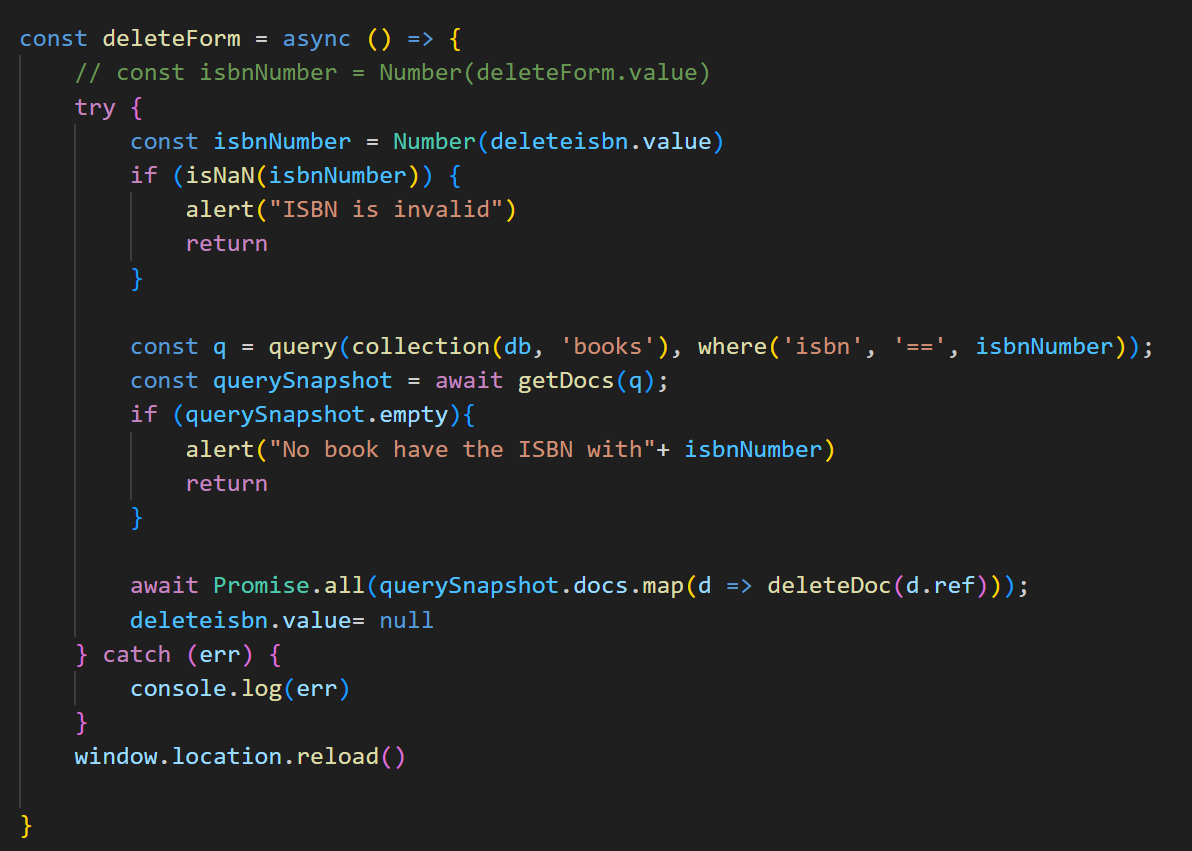 const deleteForm = async () => {
// const isbnNumber = Number(deleteForm.value)
try {
const isbnNumber = Number(deleteisbn.value)
if (isNaN(isbnNumber)) {
alert("ISBN is invalid")
return
}
const q = query(collection(db, 'books'), where('isbn', '==', isbnNumber));
const querySnapshot = await getDocs(q);
if (querySnapshot.empty){
alert("No book have the ISBN with"+ isbnNumber)
return
}
await Promise.all(querySnapshot.docs.map(d => deleteDoc(d.ref)));
deleteisbn.value= null
} catch (err) {
console.log(err)
}
window.location.reload()
}